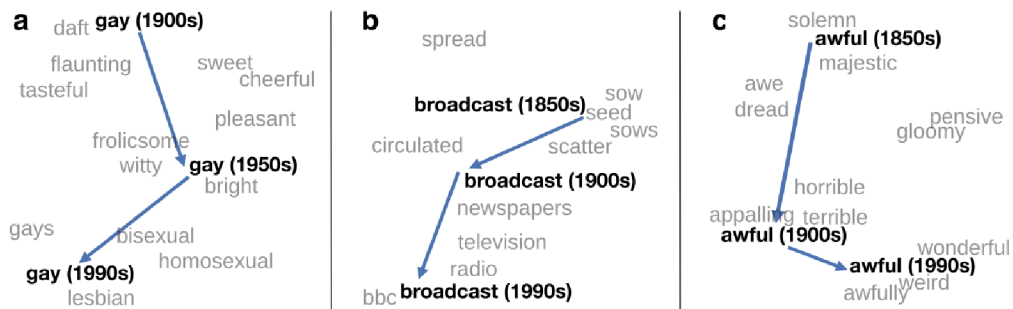 a
gay (1900s)
daft
flaunting
sweet
tasteful
cheerful
pleasant
frolicsome
witty
gay (1950s)
bright
gays
bisexual
homosexual
gay (1990s)
lesbian
b
spread
broadcast (1850s)
sow
seed
sows
circulated
scatter
broadcast (1900s)
newspapers
television
radio
bbc
broadcast (1990s)
c
solemn
awful (1850s)
majestic
awe
dread
pensive
gloomy
horrible
appalling
terrible
awful (1900s)
wonderful
awful (1990s)
weird
awfully